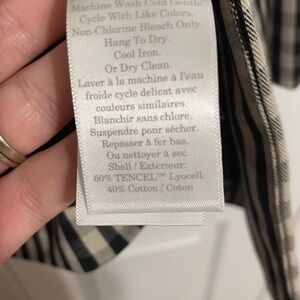 Machine Wash Cold Gentle
Cycle With Like Colors.
Non-Chlorine Bleach Only.
Hang To Dry.
Cool Iron.
Or Dry Clean.
Laver à la machine à l'eau
froide cycle delicat avec
couleurs similaires.
Blanchir sans chlore.
Suspendre pour sécher.
Repasser à fer bas.
Ou nettoyer à sec.
Shell / Extérieur:
60% TENCEL™ Lyocell
40% Cotton / Coton